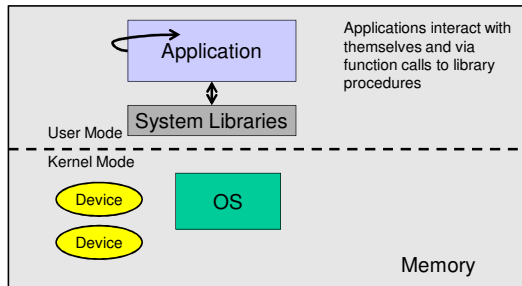 Applications interact with
themselves and via
function calls to library
procedures
Application
System Libraries
User Mode
Kernel Mode
Device
OS
Device
Memory